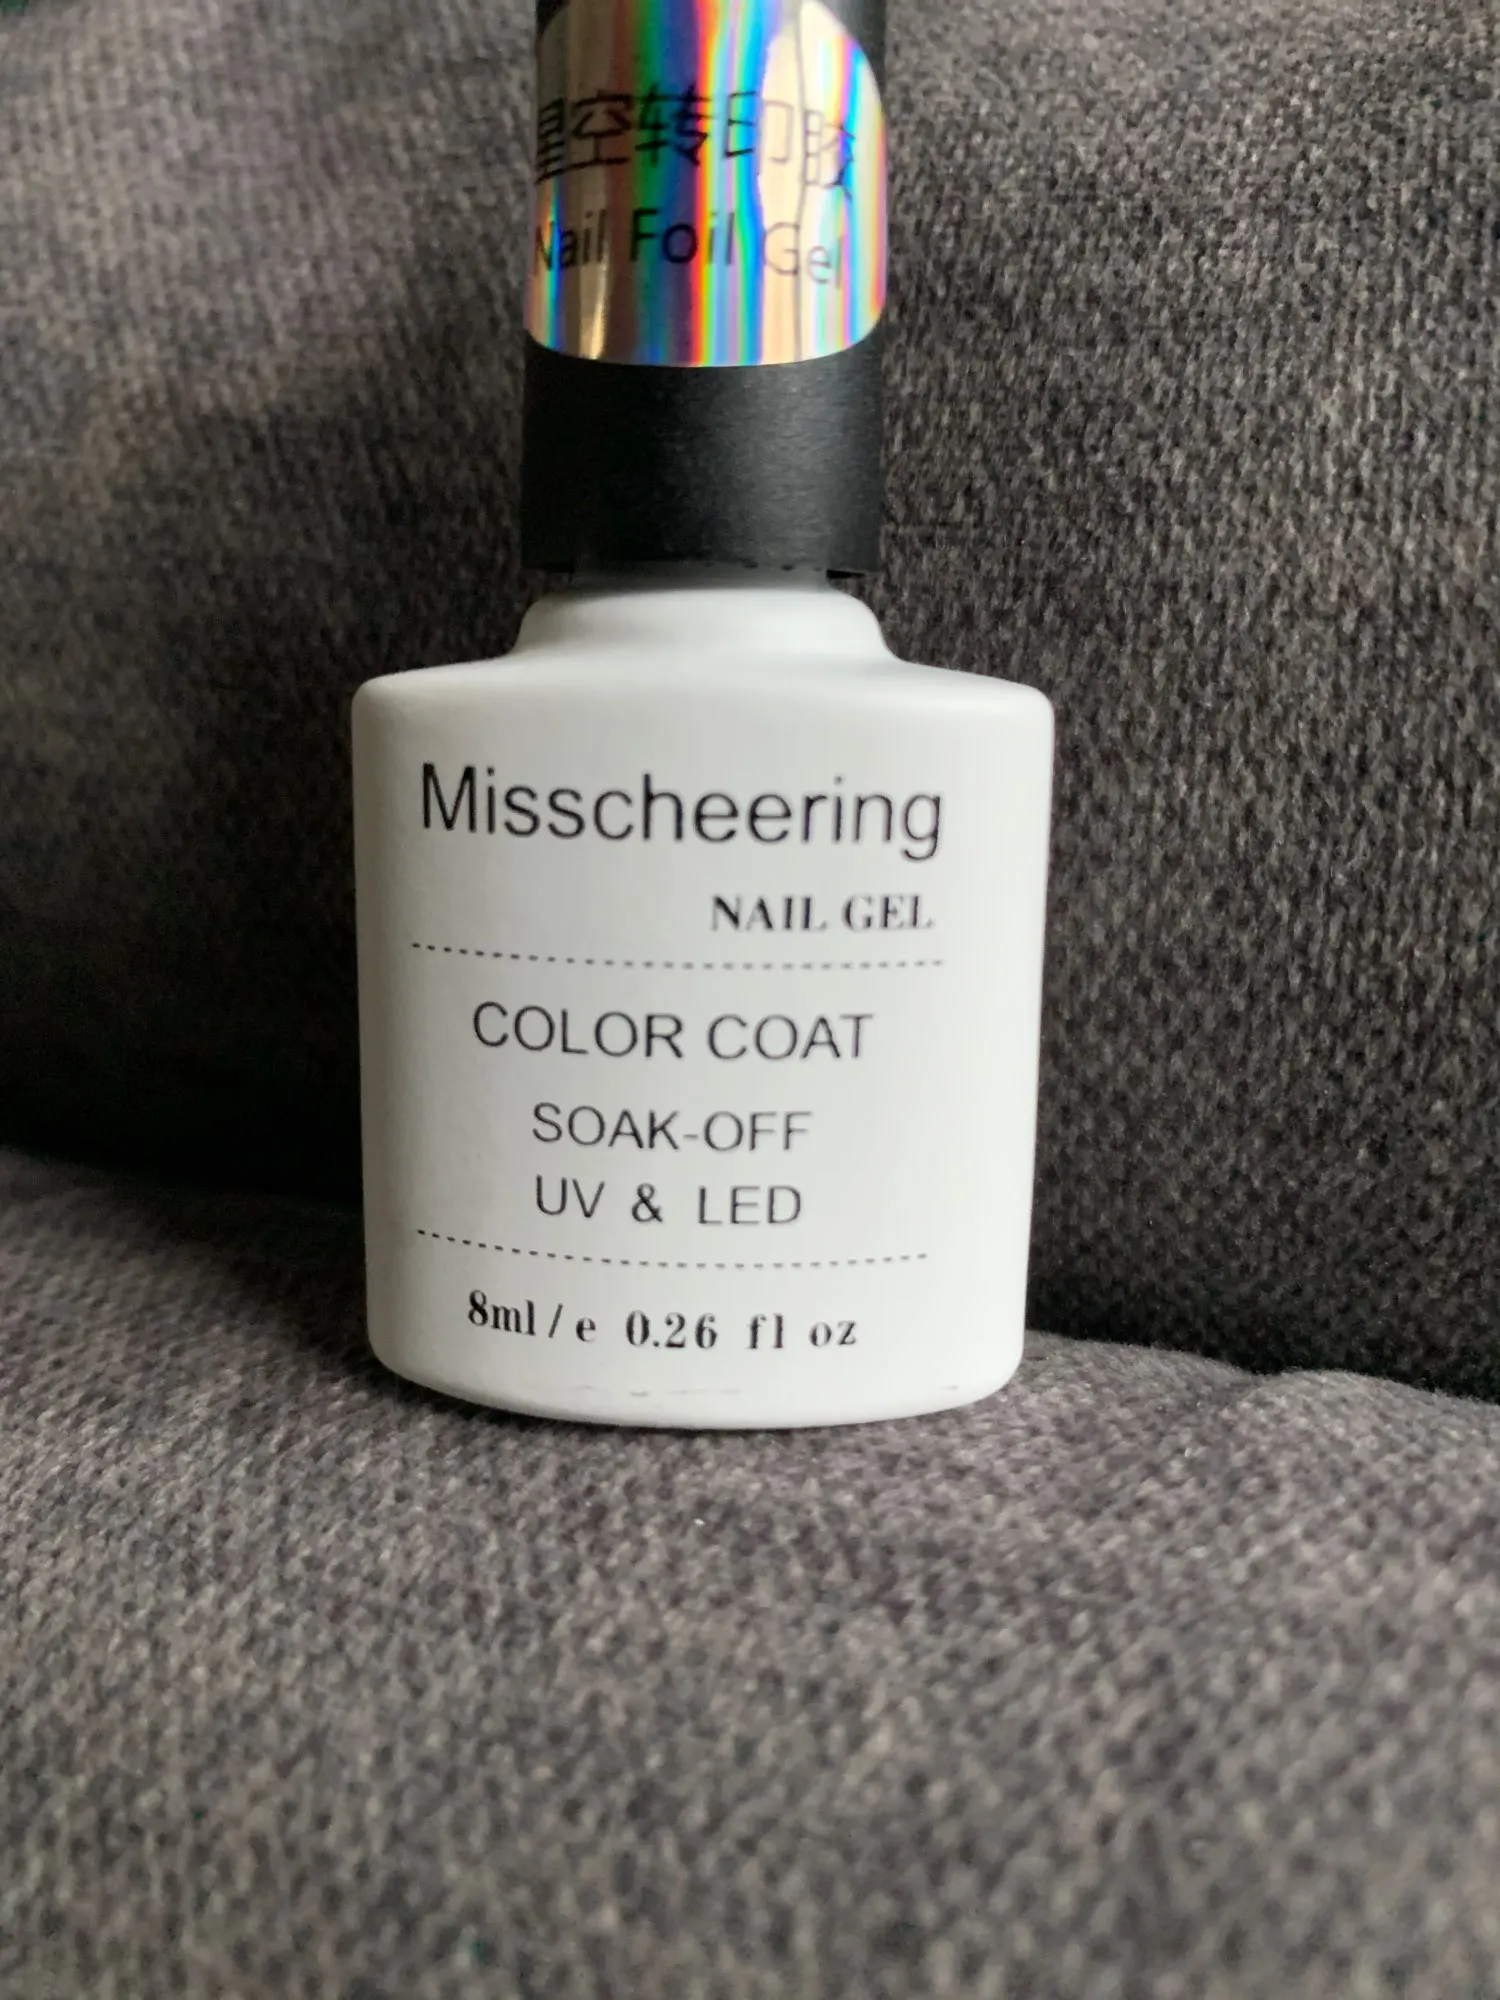 星空转印胶
Nail Foil Gel
Misscheering
NAIL GEL
COLOR COAT
SOAK-OFF
UV & LED
8ml / e 0.26 fl oz